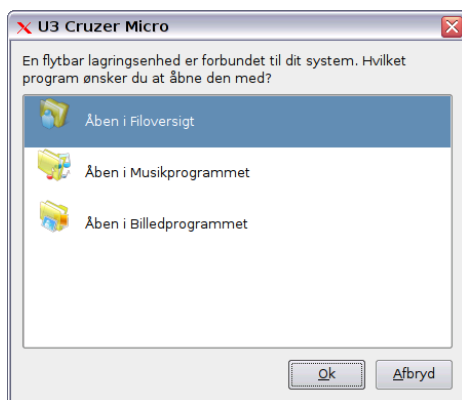 U3 Cruzer Micro
En flytbar lagringsenhed er forbundet til dit system. Hvilket
program ønsker du at åbne den med?
Åben i Filoversigt
Åben i Musikprogrammet
Åben i Billedprogrammet
Ok
Afbryd